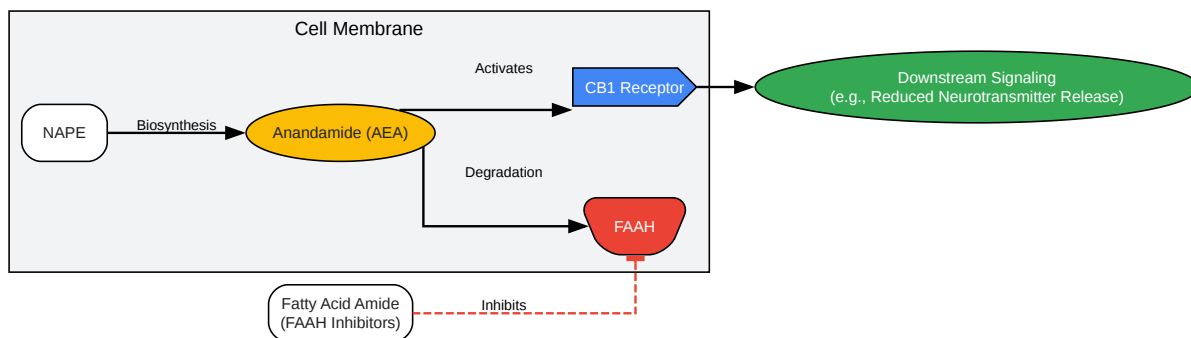 Cell Membrane
Activates
CB1 Receptor
Downstream Signaling
(e.g., Reduced Neurotransmitter Release)
NAPE
Biosynthesis
Anandamide (AEA)
Degradation
FAAH
Fatty Acid Amide
(FAAH Inhibitors)
Inhibits